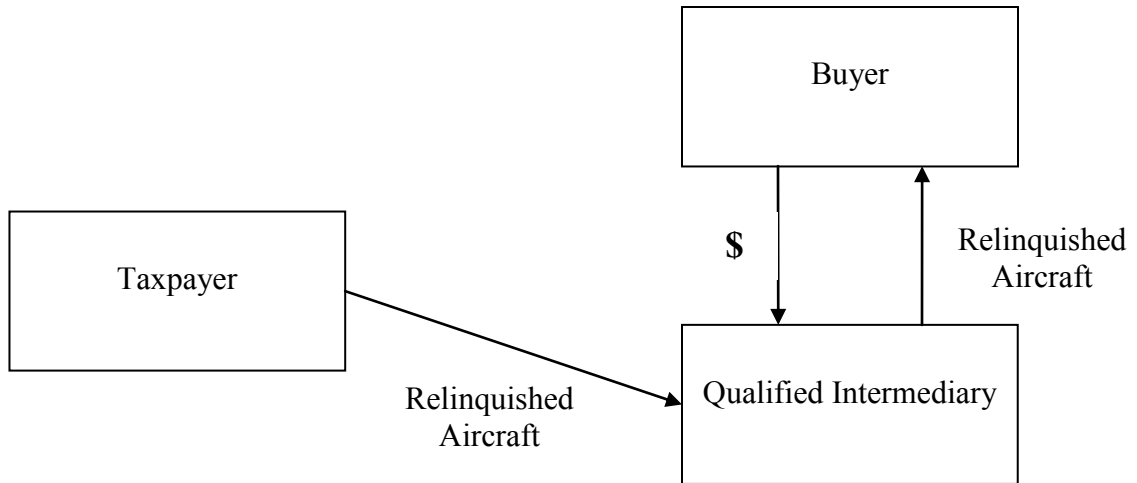 Buyer
$
Relinquished
Aircraft
Taxpayer
Relinquished
Aircraft
Qualified Intermediary